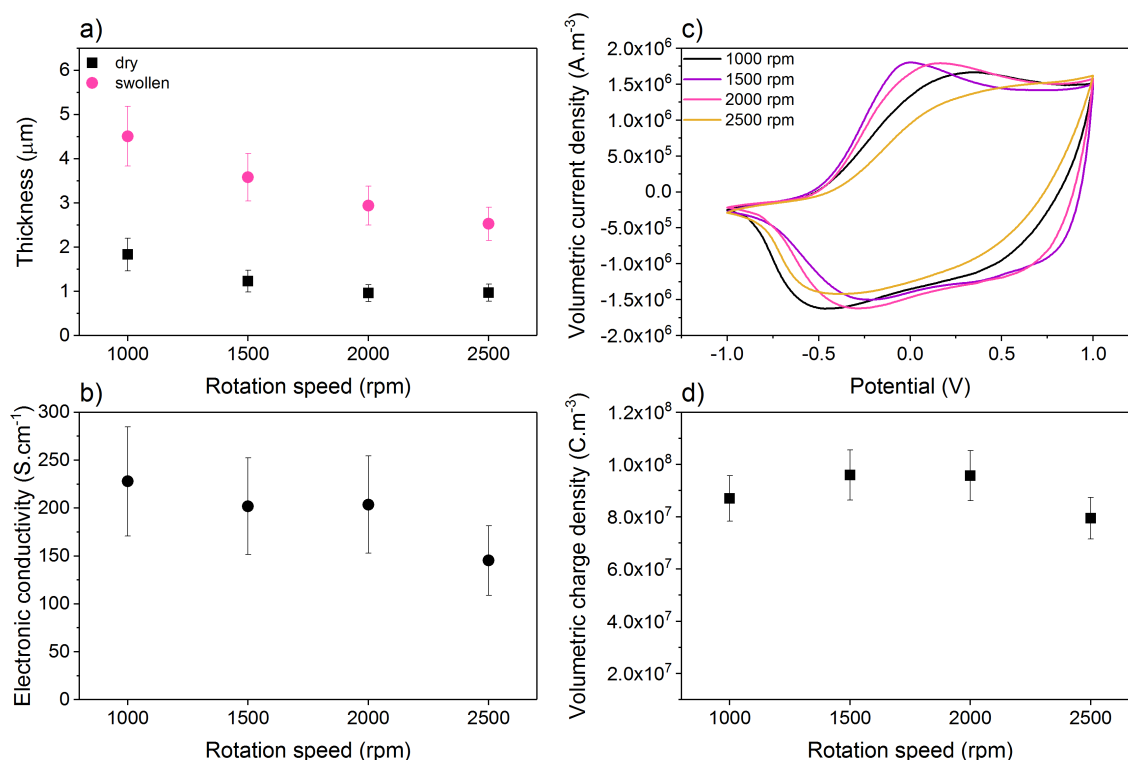 a)
dry
swollen
6
5
4
3
2
1
0
Thickness (μm)
1000 1500 2000 2500
Rotation speed (rpm)
c)
1000 rpm
1500 rpm
2000 rpm
2500 rpm
2.0x10⁶
1.5x10⁶
1.0x10⁶
5.0x10⁵
0.0
-5.0x10⁵
-1.0x10⁶
-1.5x10⁶
-2.0x10⁶
Volumetric current density (A.m⁻³)
-1.0 -0.5 0.0 0.5 1.0
Potential (V)
b)
300
250
200
150
100
50
0
Electronic conductivity (S.cm⁻¹)
1000 1500 2000 2500
Rotation speed (rpm)
d)
1.2x10⁸
1.0x10⁸
8.0x10⁷
6.0x10⁷
4.0x10⁷
2.0x10⁷
Volumetric charge density (C.m⁻³)
1000 1500 2000 2500
Rotation speed (rpm)